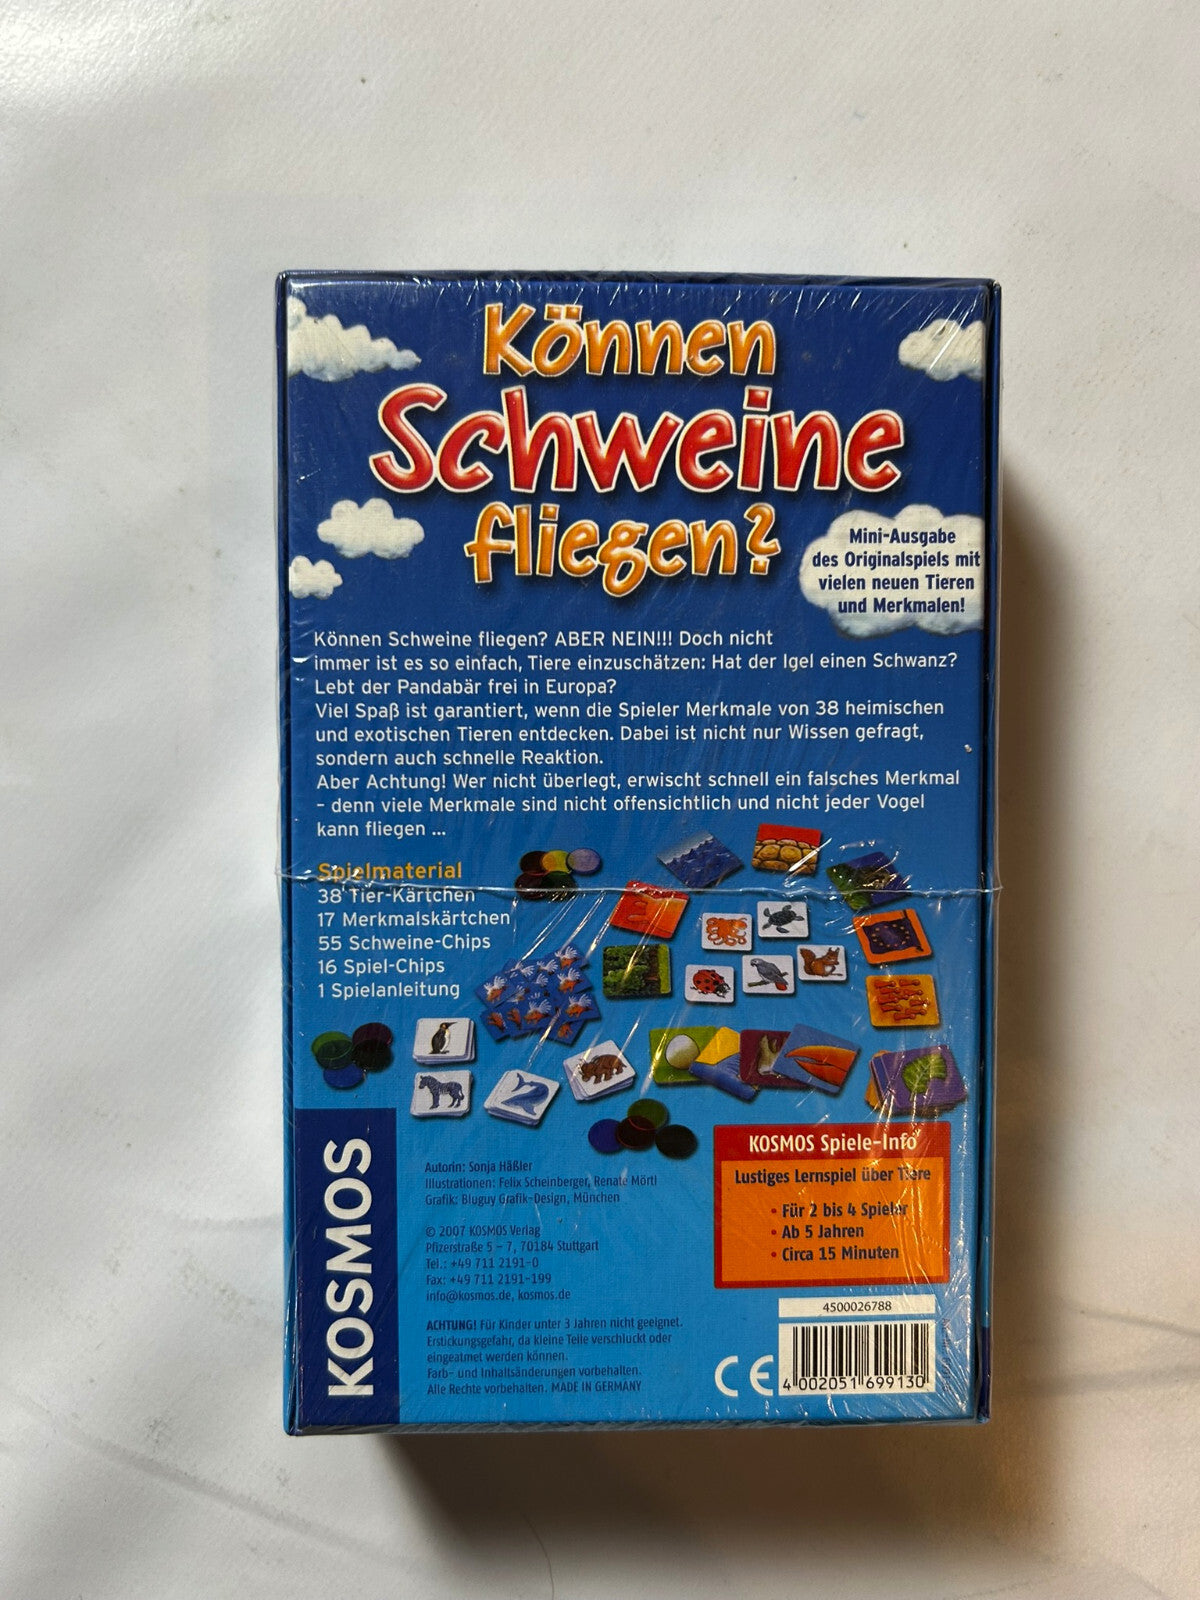 Können
Schweine
fliegen?
Mini-Ausgabe
des Originalspiels mit
vielen neuen Tieren
und Merkmalen!
Können Schweine fliegen? ABER NEIN!!! Doch nicht
immer ist es so einfach, Tiere einzuschätzen: Hat der Igel einen Schwanz?
Lebt der Pandabär frei in Europa?
Viel Spaß ist garantiert, wenn die Spieler Merkmale von 38 heimischen
und exotischen Tieren entdecken. Dabei ist nicht nur Wissen gefragt,
sondern auch schnelle Reaktion.
Aber Achtung! Wer nicht überlegt, erwischt schnell ein falsches Merkmal
– denn viele Merkmale sind nicht offensichtlich und nicht jeder Vogel
kann fliegen ...
Spielmaterial
38 Tier-Kärtchen
17 Merkmalskärtchen
55 Schweine-Chips
16 Spiel-Chips
1 Spielanleitung
KOSMOS
Autorin: Sonja Häßler
Illustrationen: Felix Scheinberger, Renate Mörtl
Grafik: Bluguy Grafik-Design, München
© 2007 KOSMOS Verlag
Pfizerstraße 5 – 7, 70184 Stuttgart
Tel.: +49 711 2191-0
Fax: +49 711 2191-199
info@kosmos.de, kosmos.de
ACHTUNG! Für Kinder unter 3 Jahren nicht geeignet.
Erstickungsgefahr, da kleine Teile verschluckt oder
eingeatmet werden können.
Farb- und Inhaltsänderungen vorbehalten.
Alle Rechte vorbehalten. MADE IN GERMANY
KOSMOS Spiele-Info
Lustiges Lernspiel über Tiere
• Für 2 bis 4 Spieler
• Ab 5 Jahren
• Circa 15 Minuten
4500026788
CE
4 002051 699130